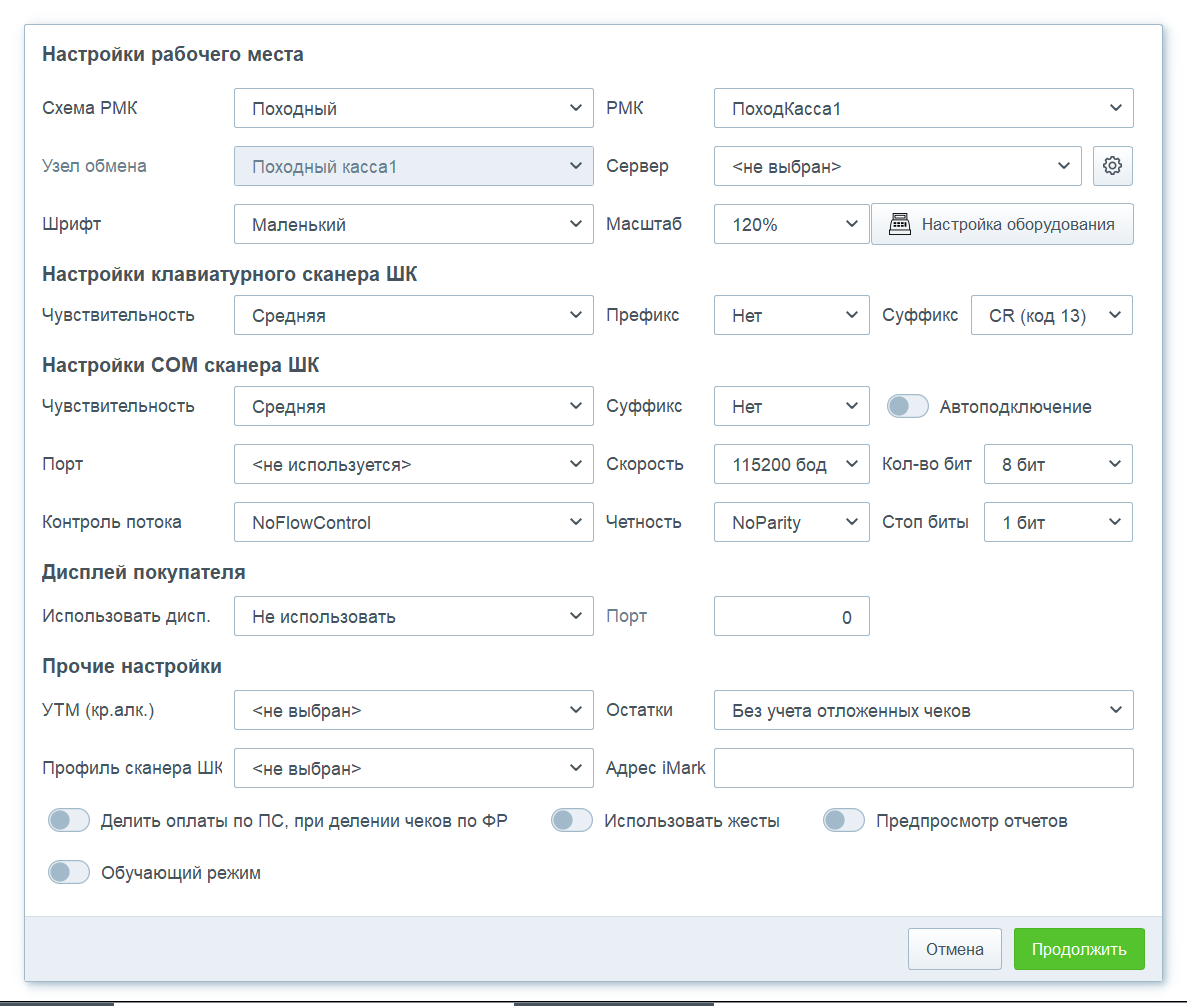 Настройки рабочего места
Схема РМК Походный РМК ПоходКасса1
Узел обмена Походный касса1 Сервер <не выбран>
Шрифт Маленький Масштаб 120% Настройка оборудования
Настройки клавиатурного сканера ШК
Чувствительность Средняя Префикс Нет Суффикс CR (код 13)
Настройки COM сканера ШК
Чувствительность Средняя Суффикс Нет Автоподключение
Порт <не используется> Скорость 115200 бод Кол-во бит 8 бит
Контроль потока NoFlowControl Четность NoParity Стоп биты 1 бит
Дисплей покупателя
Использовать дисп. Не использовать Порт 0
Прочие настройки
УТМ (кр.алк.) <не выбран> Остатки Без учета отложенных чеков
Профиль сканера ШК <не выбран> Адрес iMark
Делить оплаты по ПС, при делении чеков по ФР Использовать жесты Предпросмотр отчетов
Обучающий режим
Отмена Продолжить